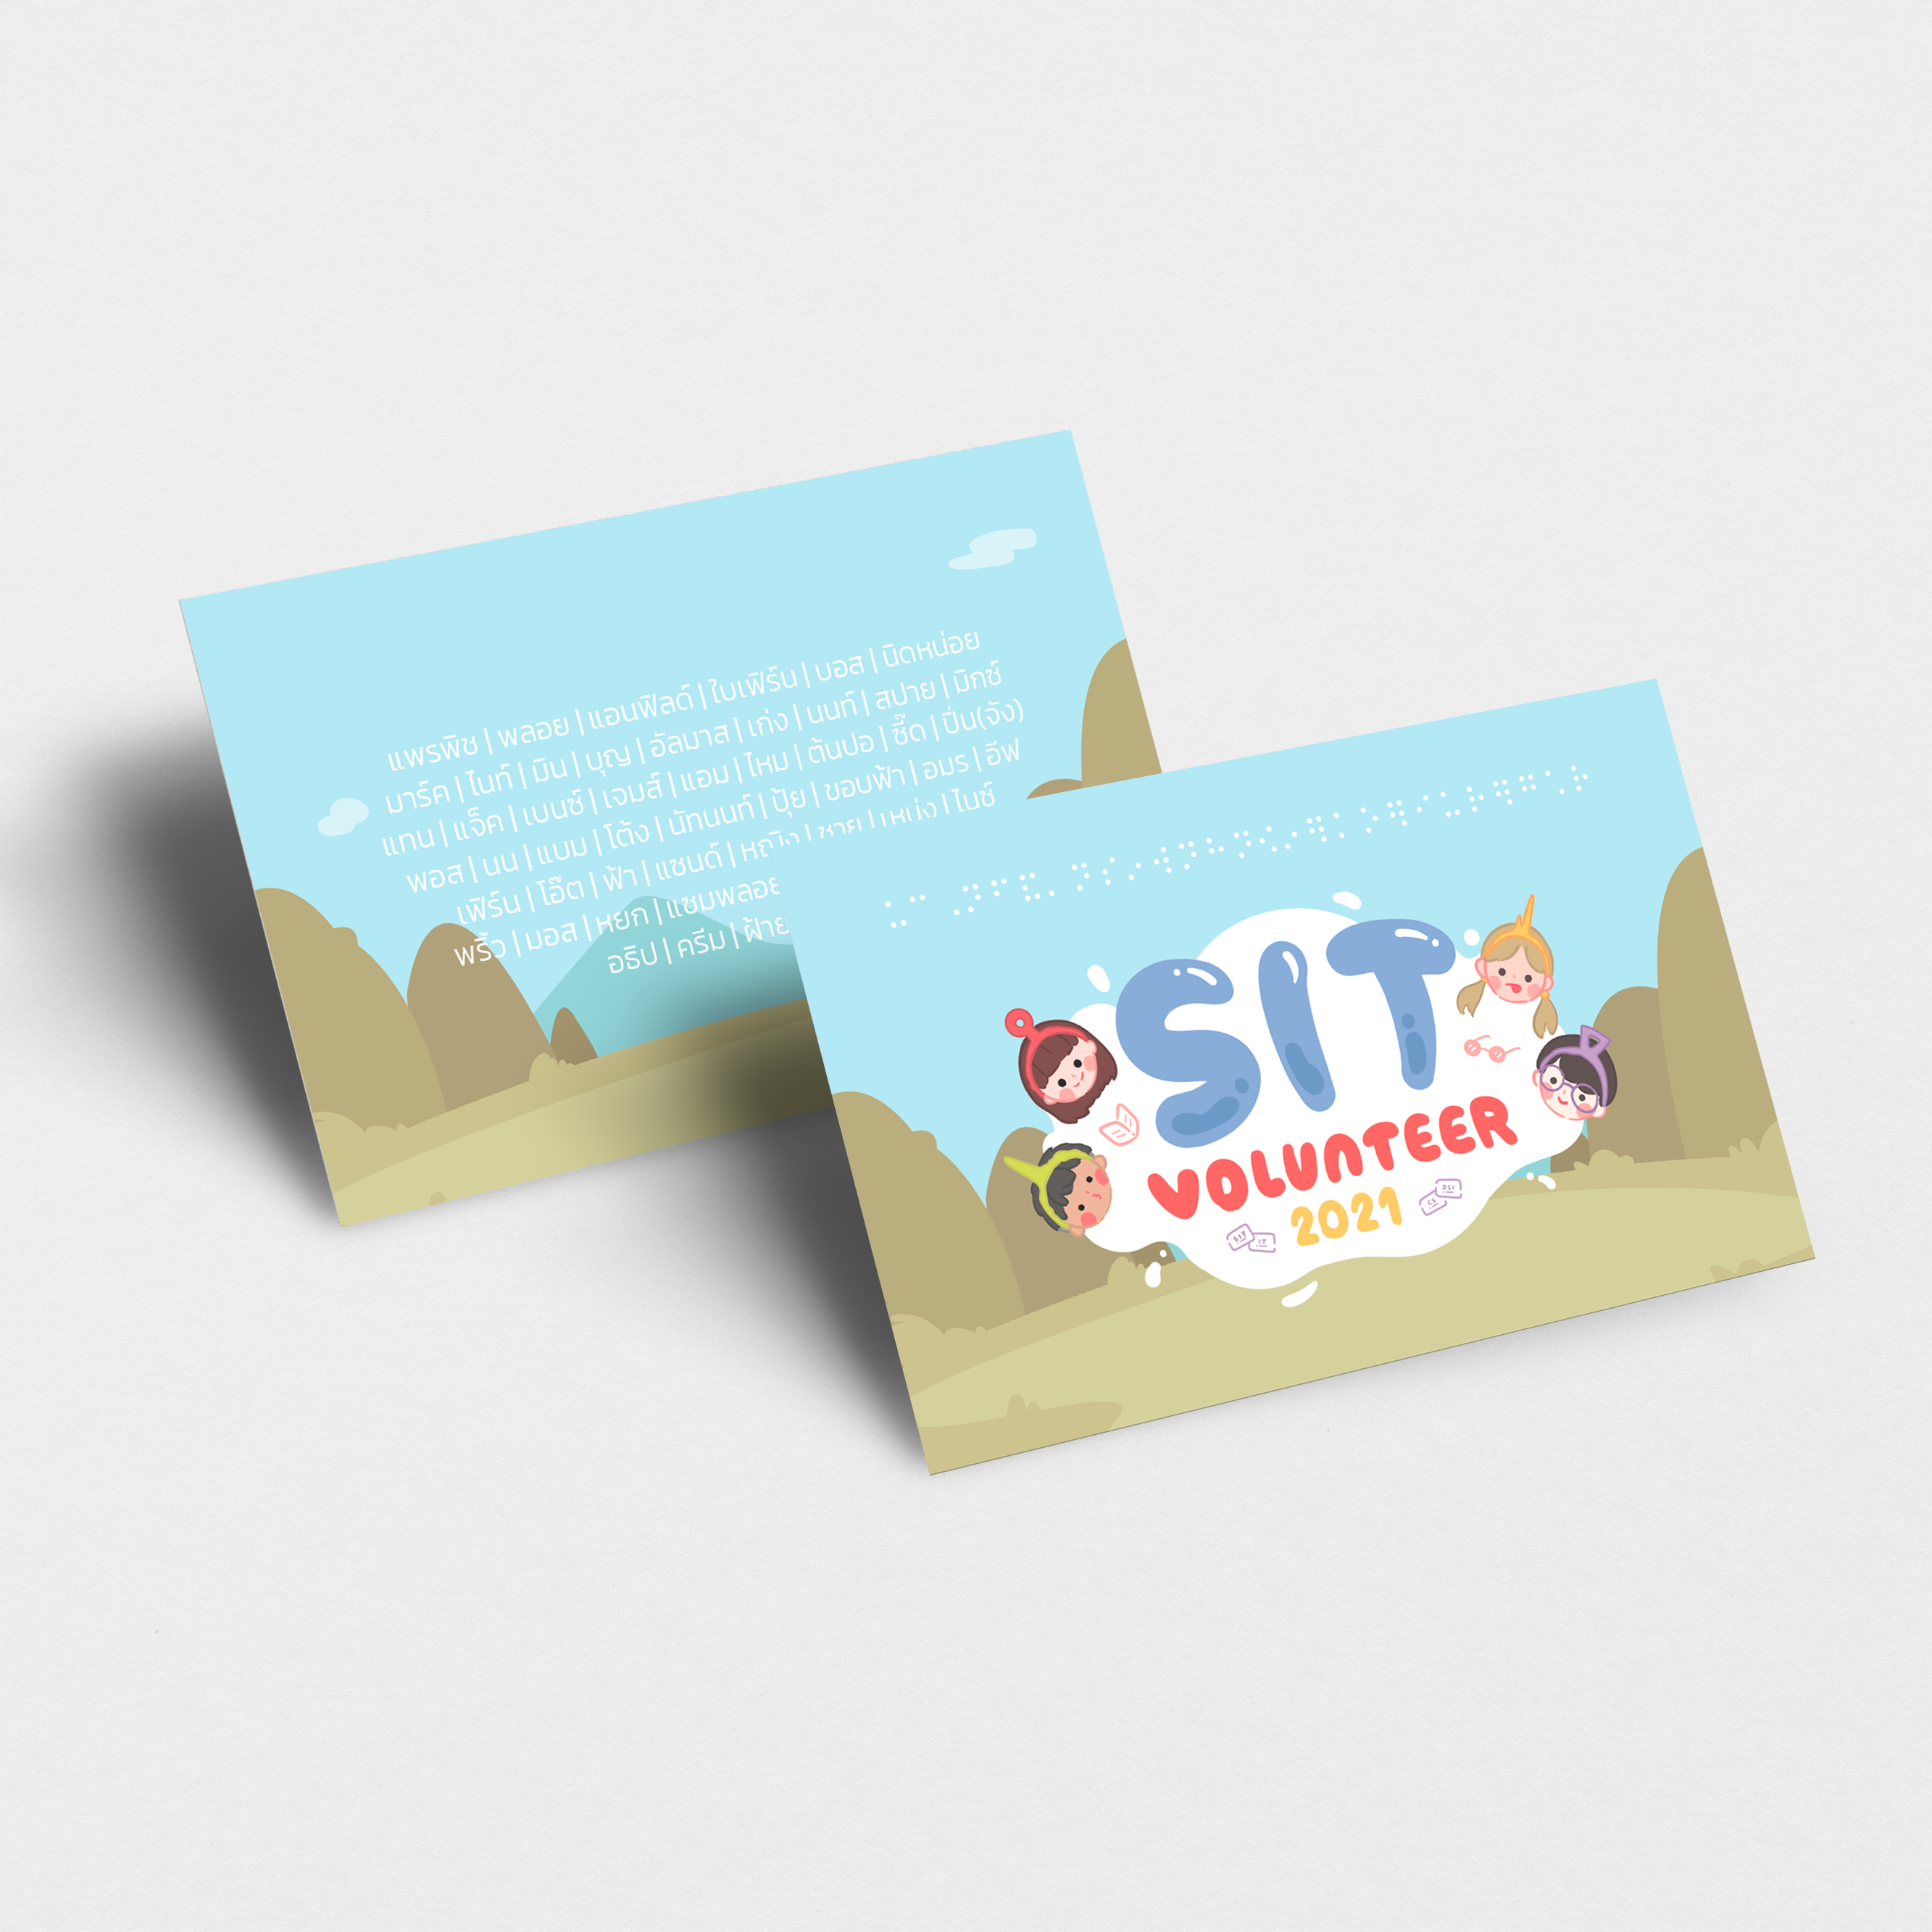 แพรพิช | พลอย | แอนฟิลด์ | ใบเฟิร์น | บอส | นิดหน่อย
มาร์ค | ไนท์ | มิน | บุญ | อัลมาส | เก่ง | นนท์ | สปาย | มิกซ์
แทน | แจ็ค | เบนซ์ | เจมส์ | แอม | ไหม | ต้นปอ | ซี๊ด | ปิ่น(จัง)
พอส | นน | แบม | โต้ง | นัทนนท์ | ปุ้ย | ขอบฟ้า | อมร | อีฟ
เฟิร์น | โอ๊ต | ฟ้า | แซนด์ | หญิง | ชาย | | ไนซ์
พริ้ว | มอส | หยก | แชมพลอย
อธิป | ครีม | ฝ้าย
SIT
VOLUNTEER
2021
SIT IT
CS DSI